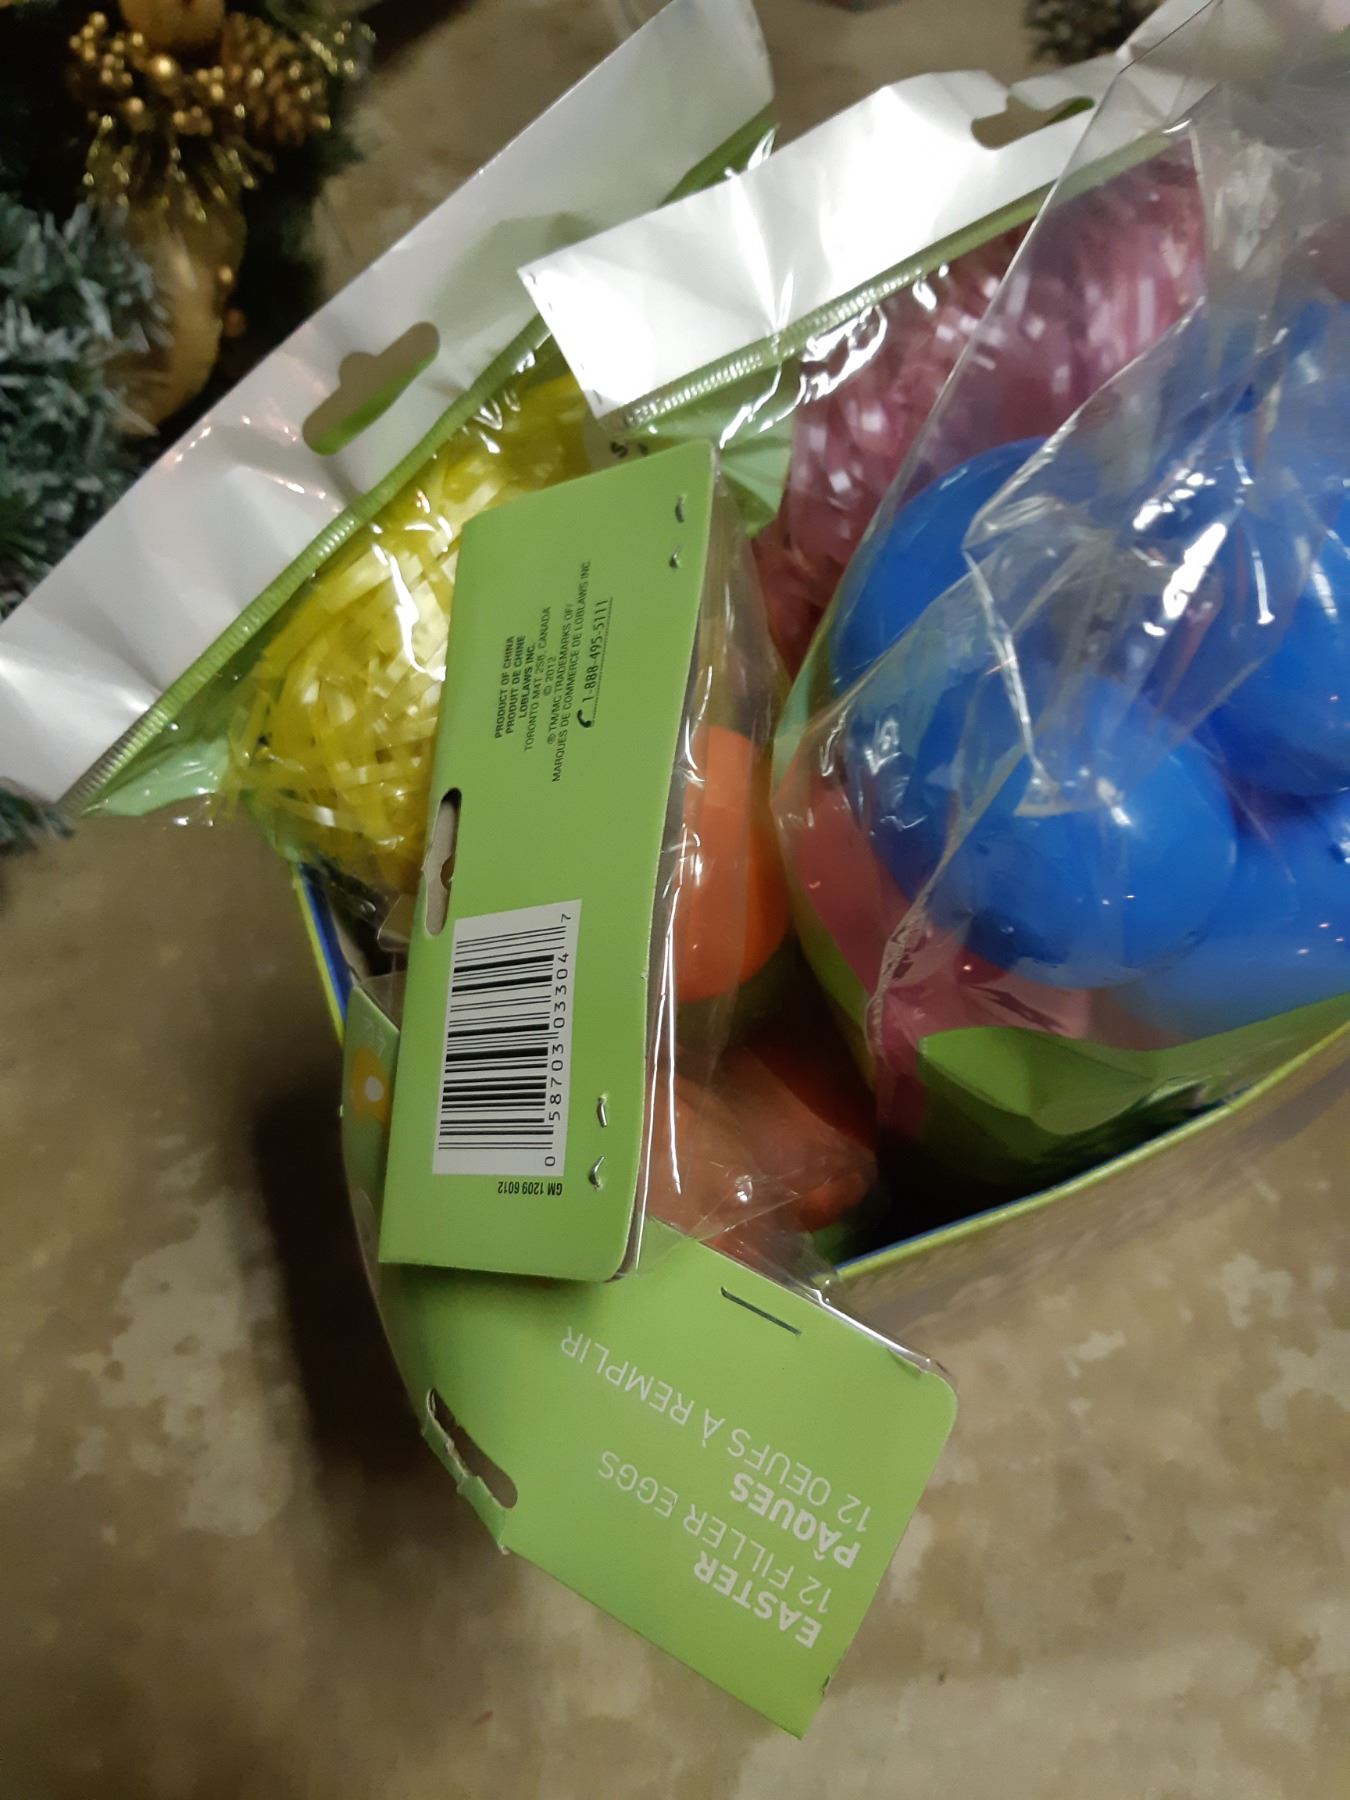 PRODUCT OF CHINA
PRODUIT DE CHINE
LOBLAWS INC.
TORONTO M4T 2S8, CANADA
© 2012
® TM/MC TRADEMARKS OF/
MARQUES DE COMMERCE DE LOBLAWS INC
1-888-495-5111
0 58703 03304 7
GM 1209 6012
EASTER
12 FILLER EGGS
PÂQUES
12 OEUFS À REMPLIR